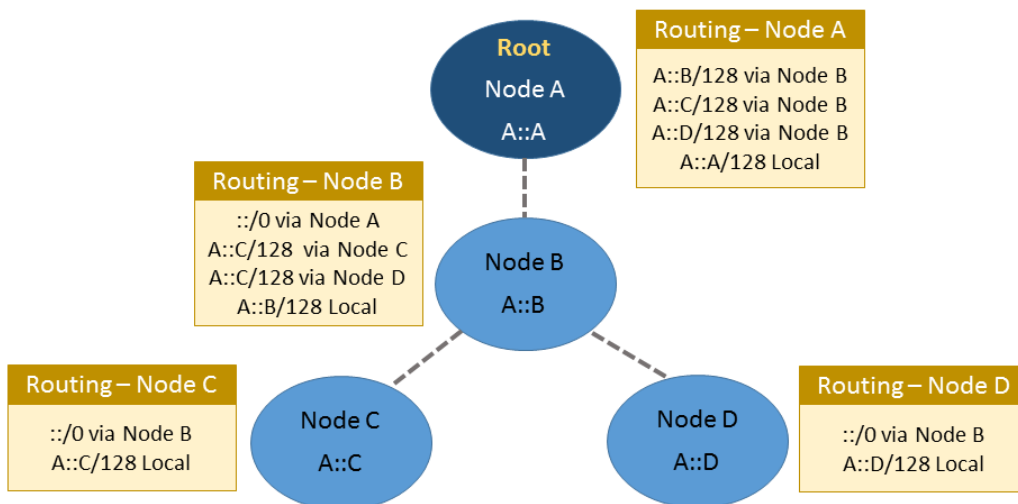 Root
Node A
A::A
Routing – Node A
A::B/128 via Node B
A::C/128 via Node B
A::D/128 via Node B
A::A/128 Local
Routing – Node B
::/0 via Node A
A::C/128 via Node C
A::C/128 via Node D
A::B/128 Local
Node B
A::B
Routing – Node C
::/0 via Node B
A::C/128 Local
Node C
A::C
Node D
A::D
Routing – Node D
::/0 via Node B
A::D/128 Local